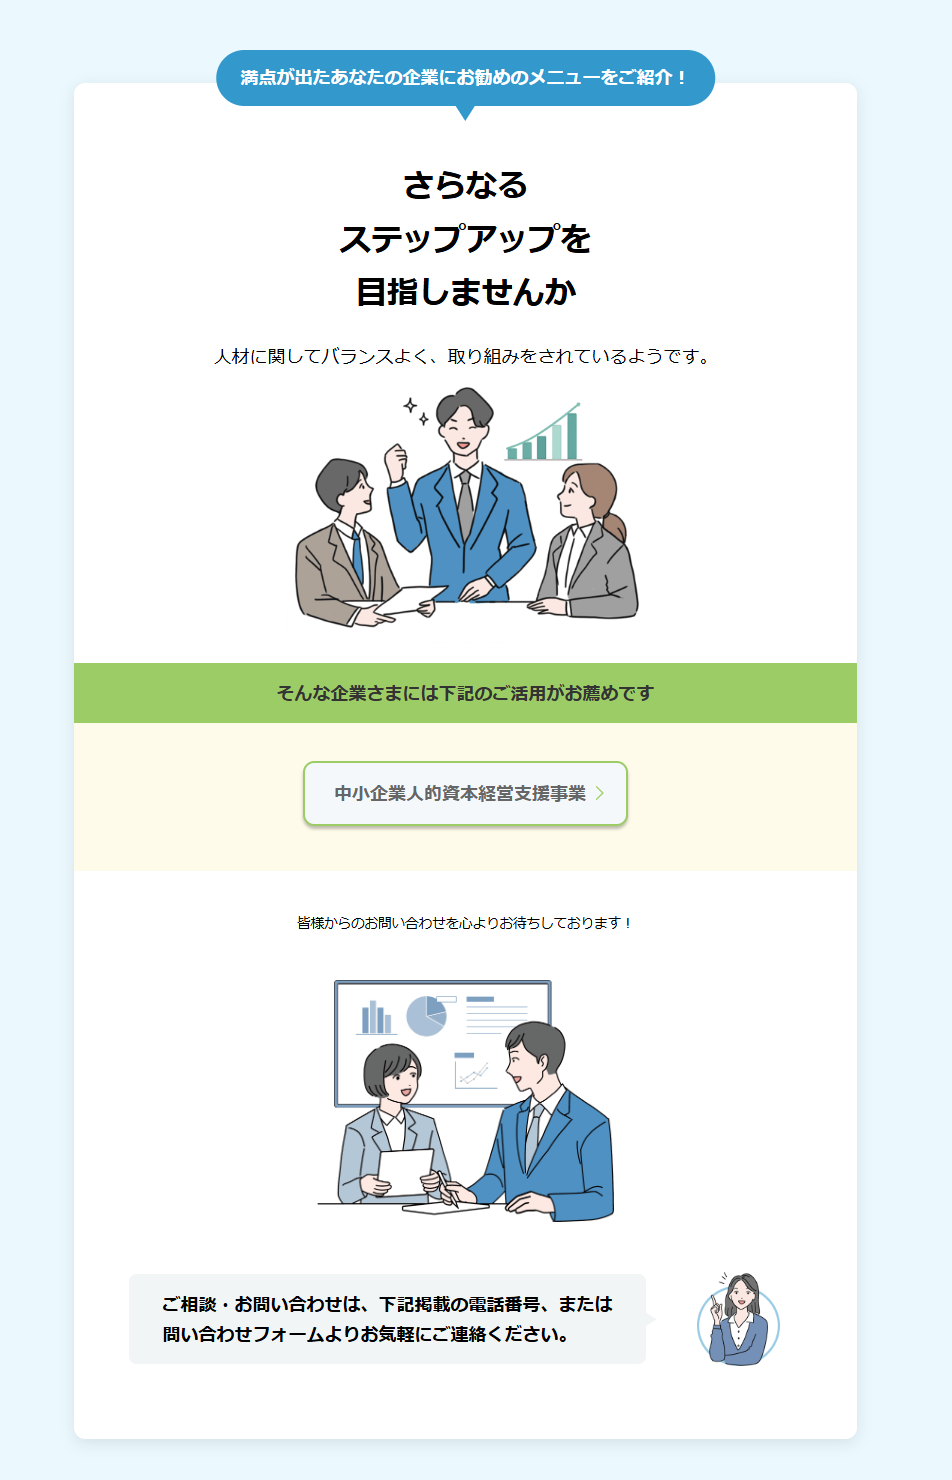 満点が出たあなたの企業にお勧めのメニューをご紹介！
さらなる
ステップアップを
目指しませんか
人材に関してバランスよく、取り組みをされているようです。
そんな企業さまには下記のご活用がお薦めです
中小企業人的資本経営支援事業
皆様からのお問い合わせを心よりお待ちしております！
ご相談・お問い合わせは、下記掲載の電話番号、または
問い合わせフォームよりお気軽にご連絡ください。